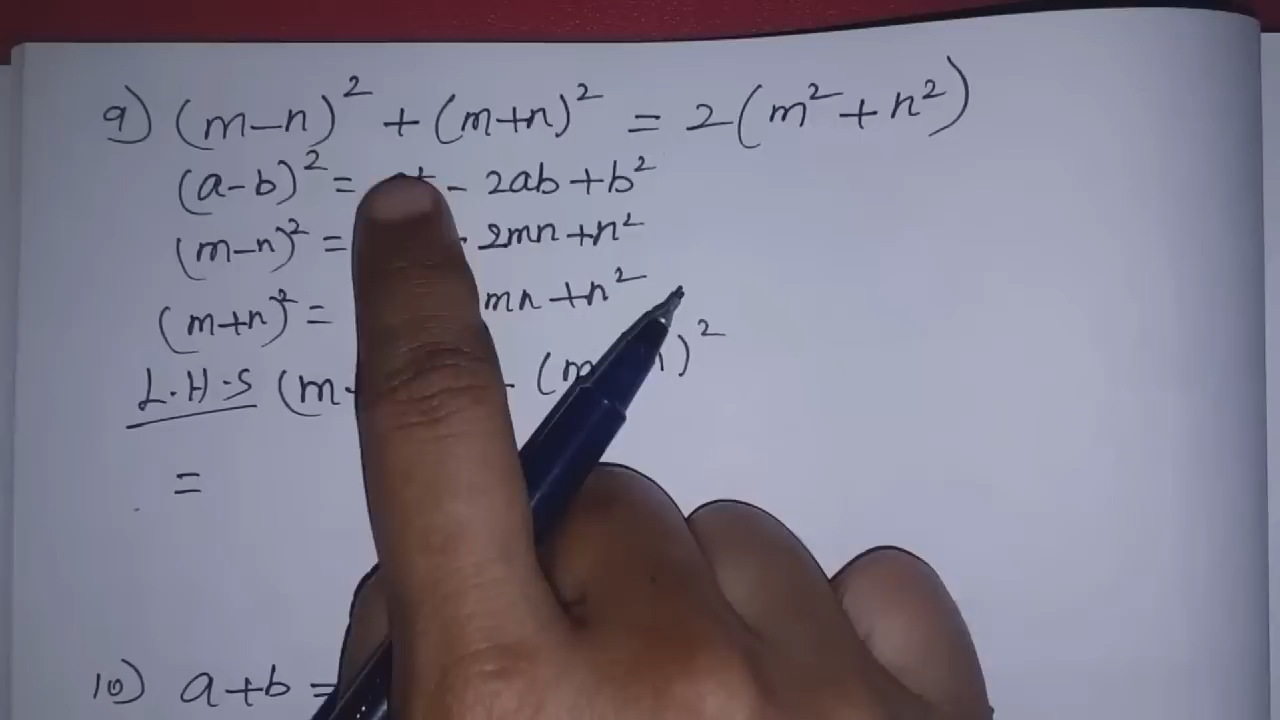 9) (m-n)² + (m+n)² = 2(m²+n²)
(a-b)² = - 2ab + b²
(m-n)² = 2mn + n²
(m+n)² = mn + n²
L.H.S (m (m )²
=
10) a+b =